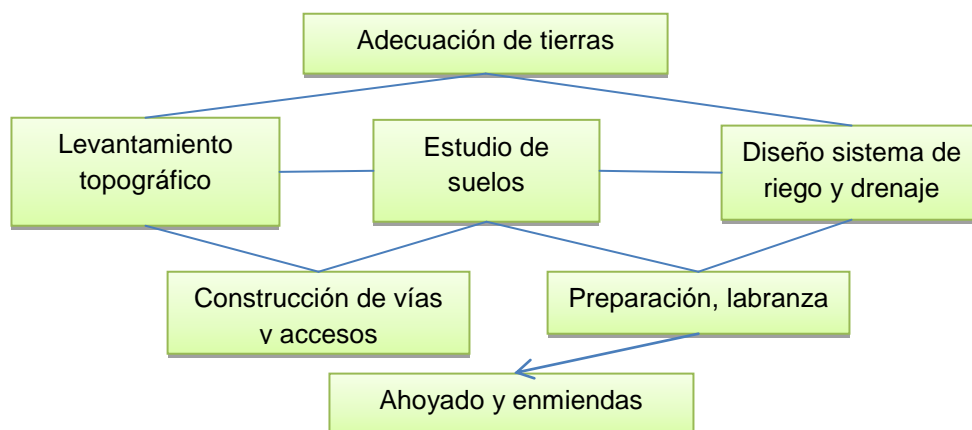 Adecuación de tierras
Levantamiento
topográfico
Estudio de
suelos
Diseño sistema de
riego y drenaje
Construcción de vías
y accesos
Preparación, labranza
Ahoyado y enmiendas